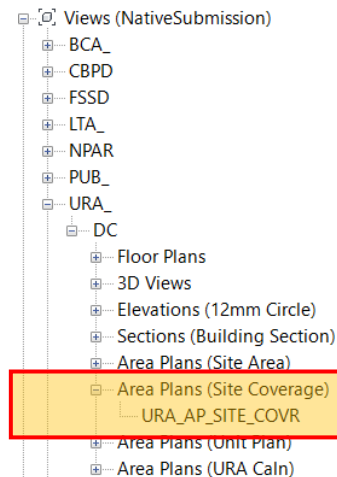 Views (NativeSubmission)
BCA_
CBPD
FSSD
LTA_
NPAR
PUB_
URA_
DC
Floor Plans
3D Views
Elevations (12mm Circle)
Sections (Building Section)
Area Plans (Site Area)
Area Plans (Site Coverage)
URA_AP_SITE_COVR
Area Plans (Unit Plan)
Area Plans (URA Caln)